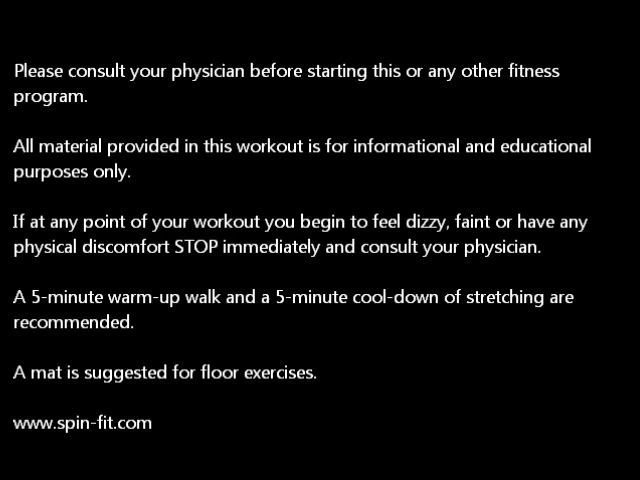 Please consult your physician before starting this or any other fitness
program.
All material provided in this workout is for informational and educational
purposes only.
If at any point of your workout you begin to feel dizzy, faint or have any
physical discomfort STOP immediately and consult your physician.
A 5-minute warm-up walk and a 5-minute cool-down of stretching are
recommended.
A mat is suggested for floor exercises.
www.spin-fit.com